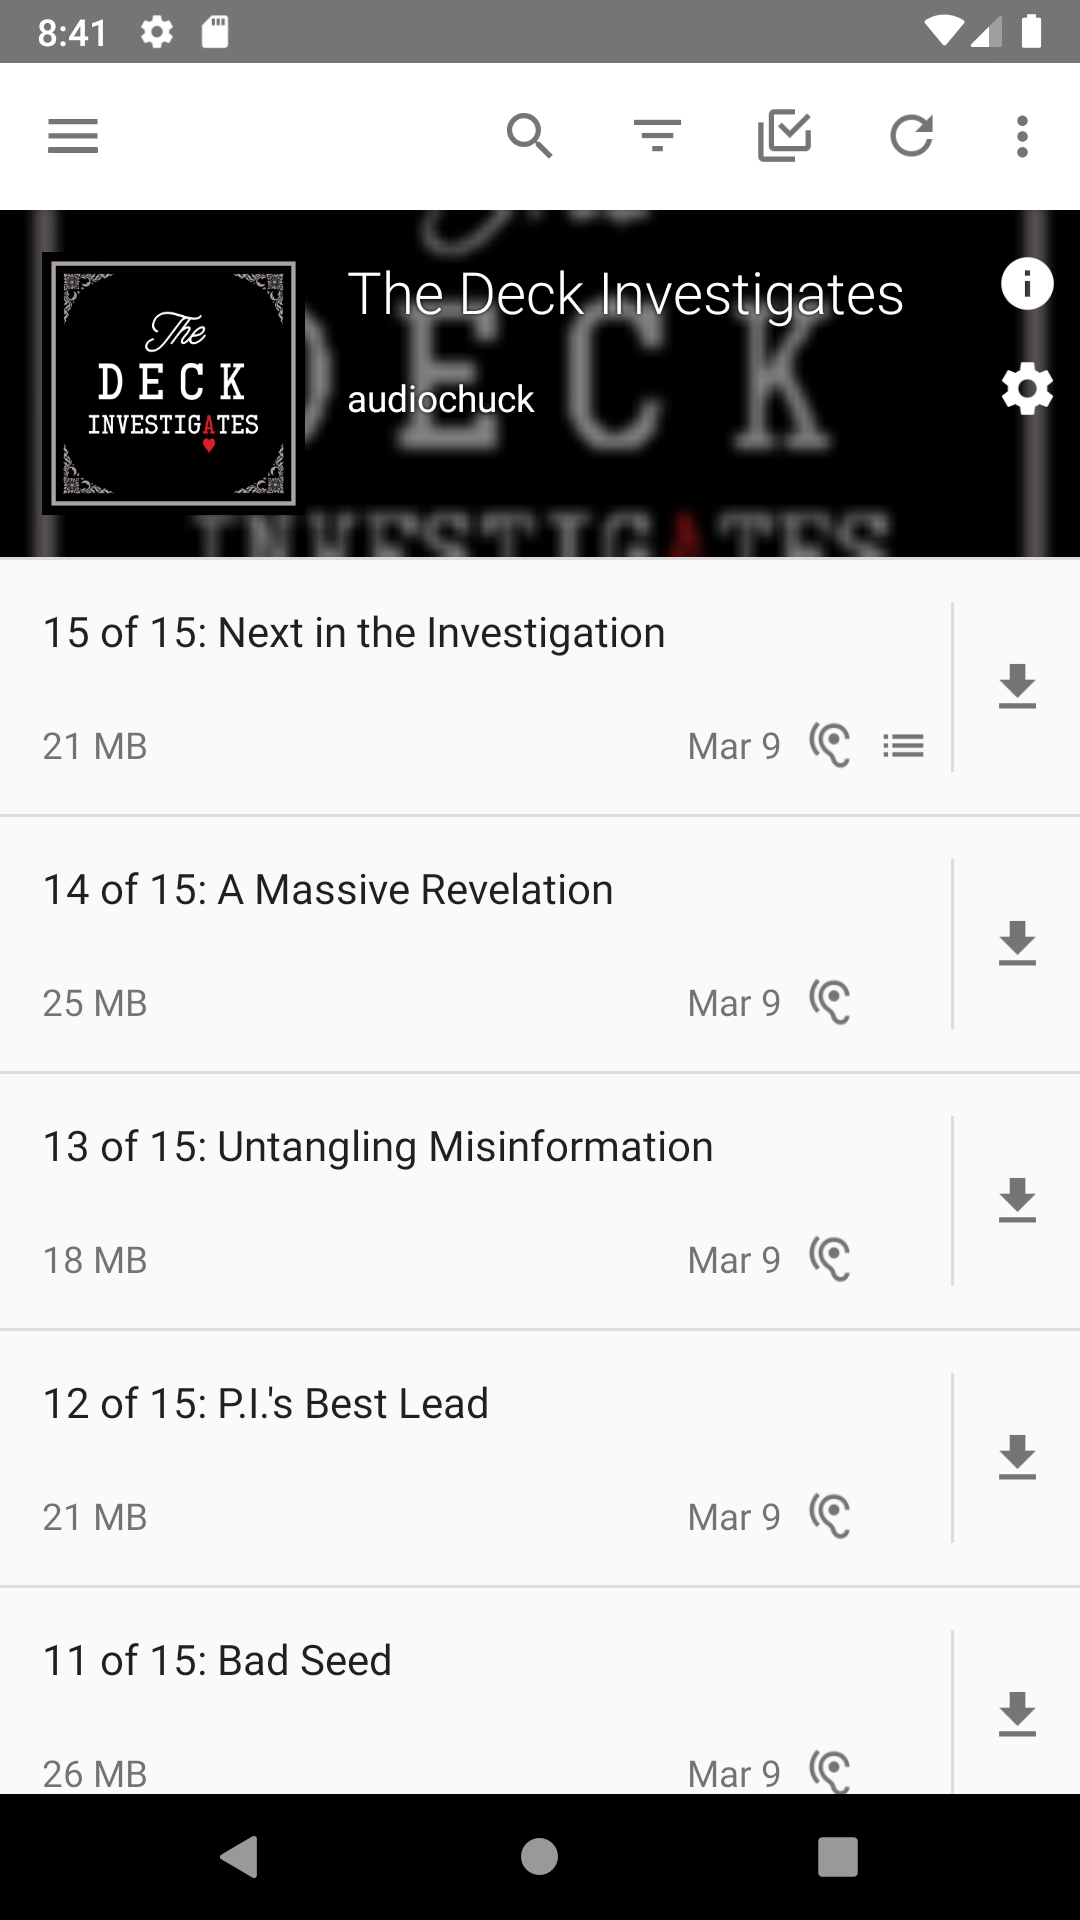 8:41
The Deck Investigates
audiochuck
The
DECK
INVESTIGATES
15 of 15: Next in the Investigation
21 MB
Mar 9
14 of 15: A Massive Revelation
25 MB
Mar 9
13 of 15: Untangling Misinformation
18 MB
Mar 9
12 of 15: P.I.'s Best Lead
21 MB
Mar 9
11 of 15: Bad Seed
26 MB
Mar 9